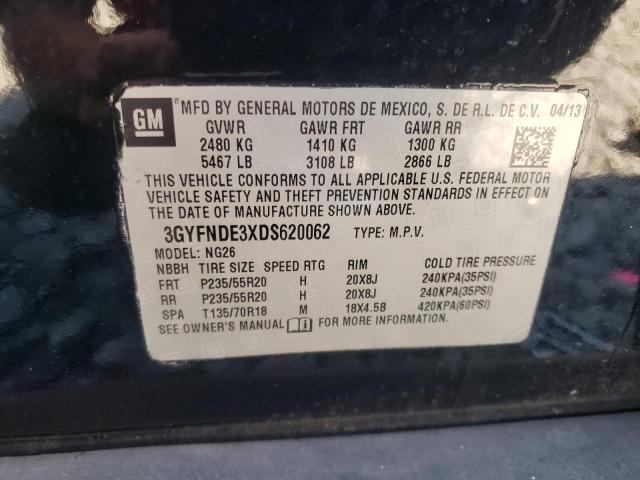 GM ®MFD BY GENERAL MOTORS DE MEXICO, S. DE R.L. DE C.V. 04/13
GVWR GAWR FRT GAWR RR
2480 KG 1410 KG 1300 KG
5467 LB 3108 LB 2866 LB
THIS VEHICLE CONFORMS TO ALL APPLICABLE U.S. FEDERAL MOTOR
VEHICLE SAFETY AND THEFT PREVENTION STANDARDS IN EFFECT ON
THE DATE OF MANUFACTURE SHOWN ABOVE.
3GYFNDE3XDS620062 TYPE: M.P.V.
MODEL: NG26
NBBH TIRE SIZE SPEED RTG RIM COLD TIRE PRESSURE
FRT P235/55R20 H 20X8J 240KPA(35PSI)
RR P235/55R20 H 20X8J 240KPA(35PSI)
SPA T135/70R18 M 18X4.5B 420KPA(60PSI)
SEE OWNER'S MANUAL FOR MORE INFORMATION